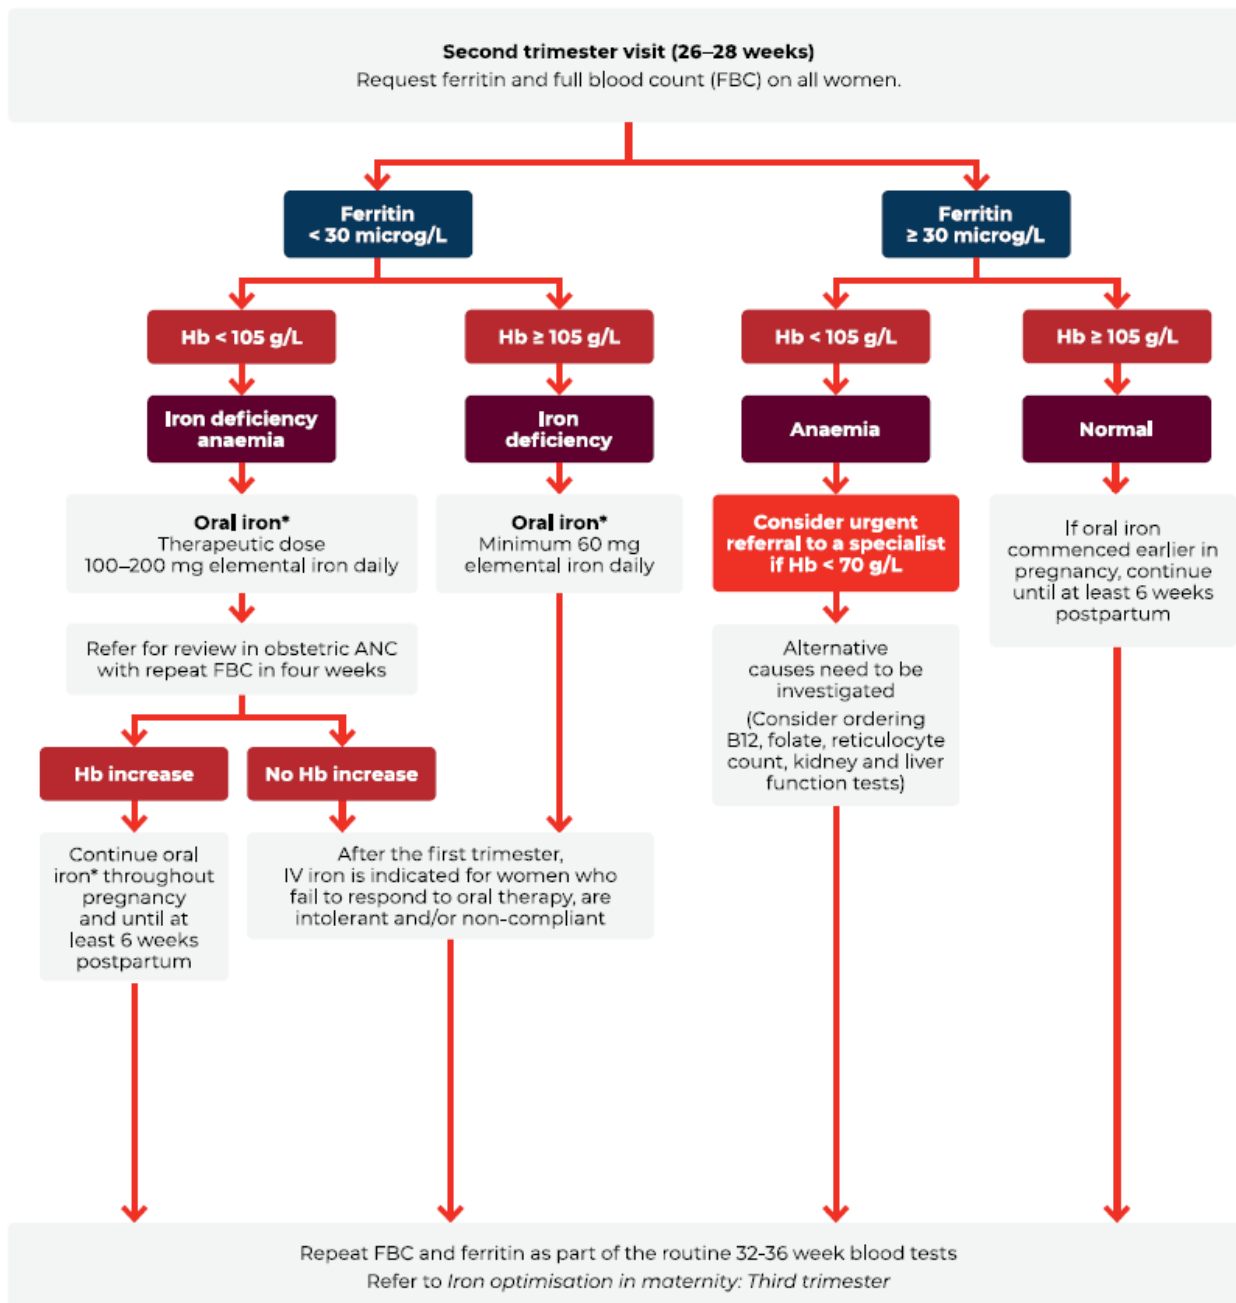 Second trimester visit (26–28 weeks)
Request ferritin and full blood count (FBC) on all women.
Ferritin
< 30 microg/L
Ferritin
≥ 30 microg/L
Hb < 105 g/L
Hb ≥ 105 g/L
Hb < 105 g/L
Hb ≥ 105 g/L
Iron deficiency
anaemia
Iron
deficiency
Anaemia
Normal
Oral iron*
Therapeutic dose
100–200 mg elemental iron daily
Oral iron*
Minimum 60 mg
elemental iron daily
Consider urgent
referral to a specialist
if Hb < 70 g/L
If oral iron
commenced earlier in
pregnancy, continue
until at least 6 weeks
postpartum
Refer for review in obstetric ANC
with repeat FBC in four weeks
Alternative
causes need to be
investigated
(Consider ordering
B12, folate, reticulocyte
count, kidney and liver
function tests)
Hb increase
No Hb increase
Continue oral
iron* throughout
pregnancy
and until at
least 6 weeks
postpartum
After the first trimester,
IV iron is indicated for women who
fail to respond to oral therapy, are
intolerant and/or non-compliant
Repeat FBC and ferritin as part of the routine 32-36 week blood tests
Refer to Iron optimisation in maternity: Third trimester